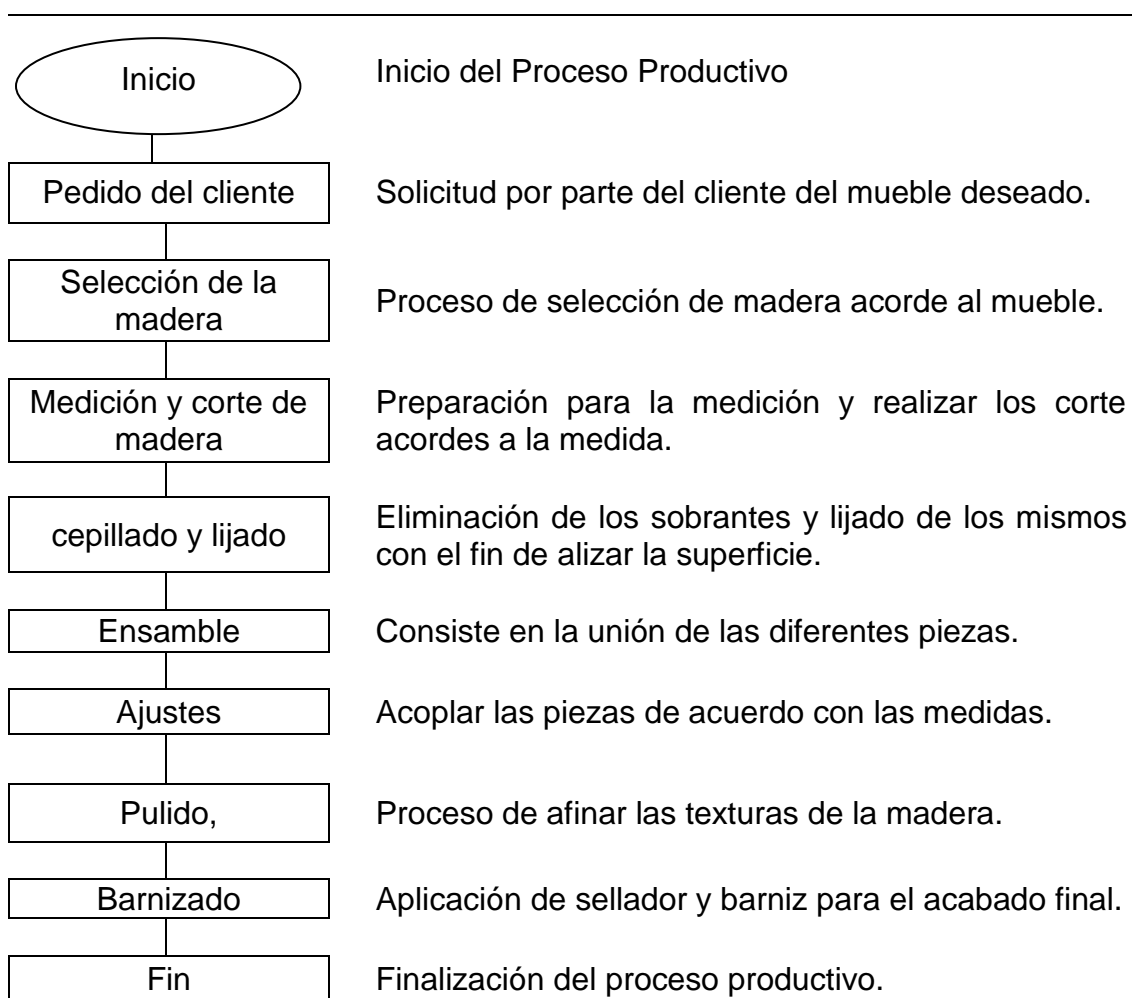 Inicio
Inicio del Proceso Productivo
Pedido del cliente
Solicitud por parte del cliente del mueble deseado.
Selección de la
madera
Proceso de selección de madera acorde al mueble.
Medición y corte de
madera
Preparación para la medición y realizar los corte
acordes a la medida.
cepillado y lijado
Eliminación de los sobrantes y lijado de los mismos
con el fin de alizar la superficie.
Ensamble
Consiste en la unión de las diferentes piezas.
Ajustes
Acoplar las piezas de acuerdo con las medidas.
Pulido,
Proceso de afinar las texturas de la madera.
Barnizado
Aplicación de sellador y barniz para el acabado final.
Fin
Finalización del proceso productivo.